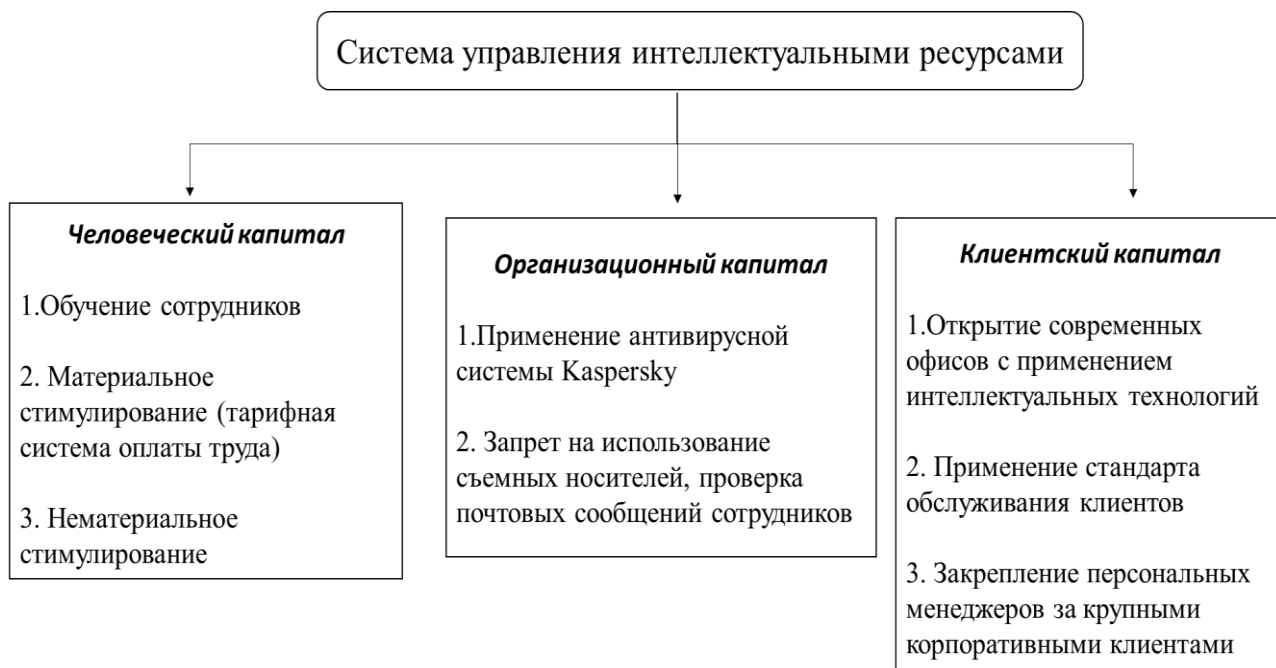 Система управления интеллектуальными ресурсами
Человеческий капитал
1.Обучение сотрудников
2. Материальное
стимулирование (тарифная
система оплаты труда)
3. Нематериальное
стимулирование
Организационный капитал
1.Применение антивирусной
системы Kaspersky
2. Запрет на использование
съемных носителей, проверка
почтовых сообщений сотрудников
Клиентский капитал
1.Открытие современных
офисов с применением
интеллектуальных технологий
2. Применение стандарта
обслуживания клиентов
3. Закрепление персональных
менеджеров за крупными
корпоративными клиентами